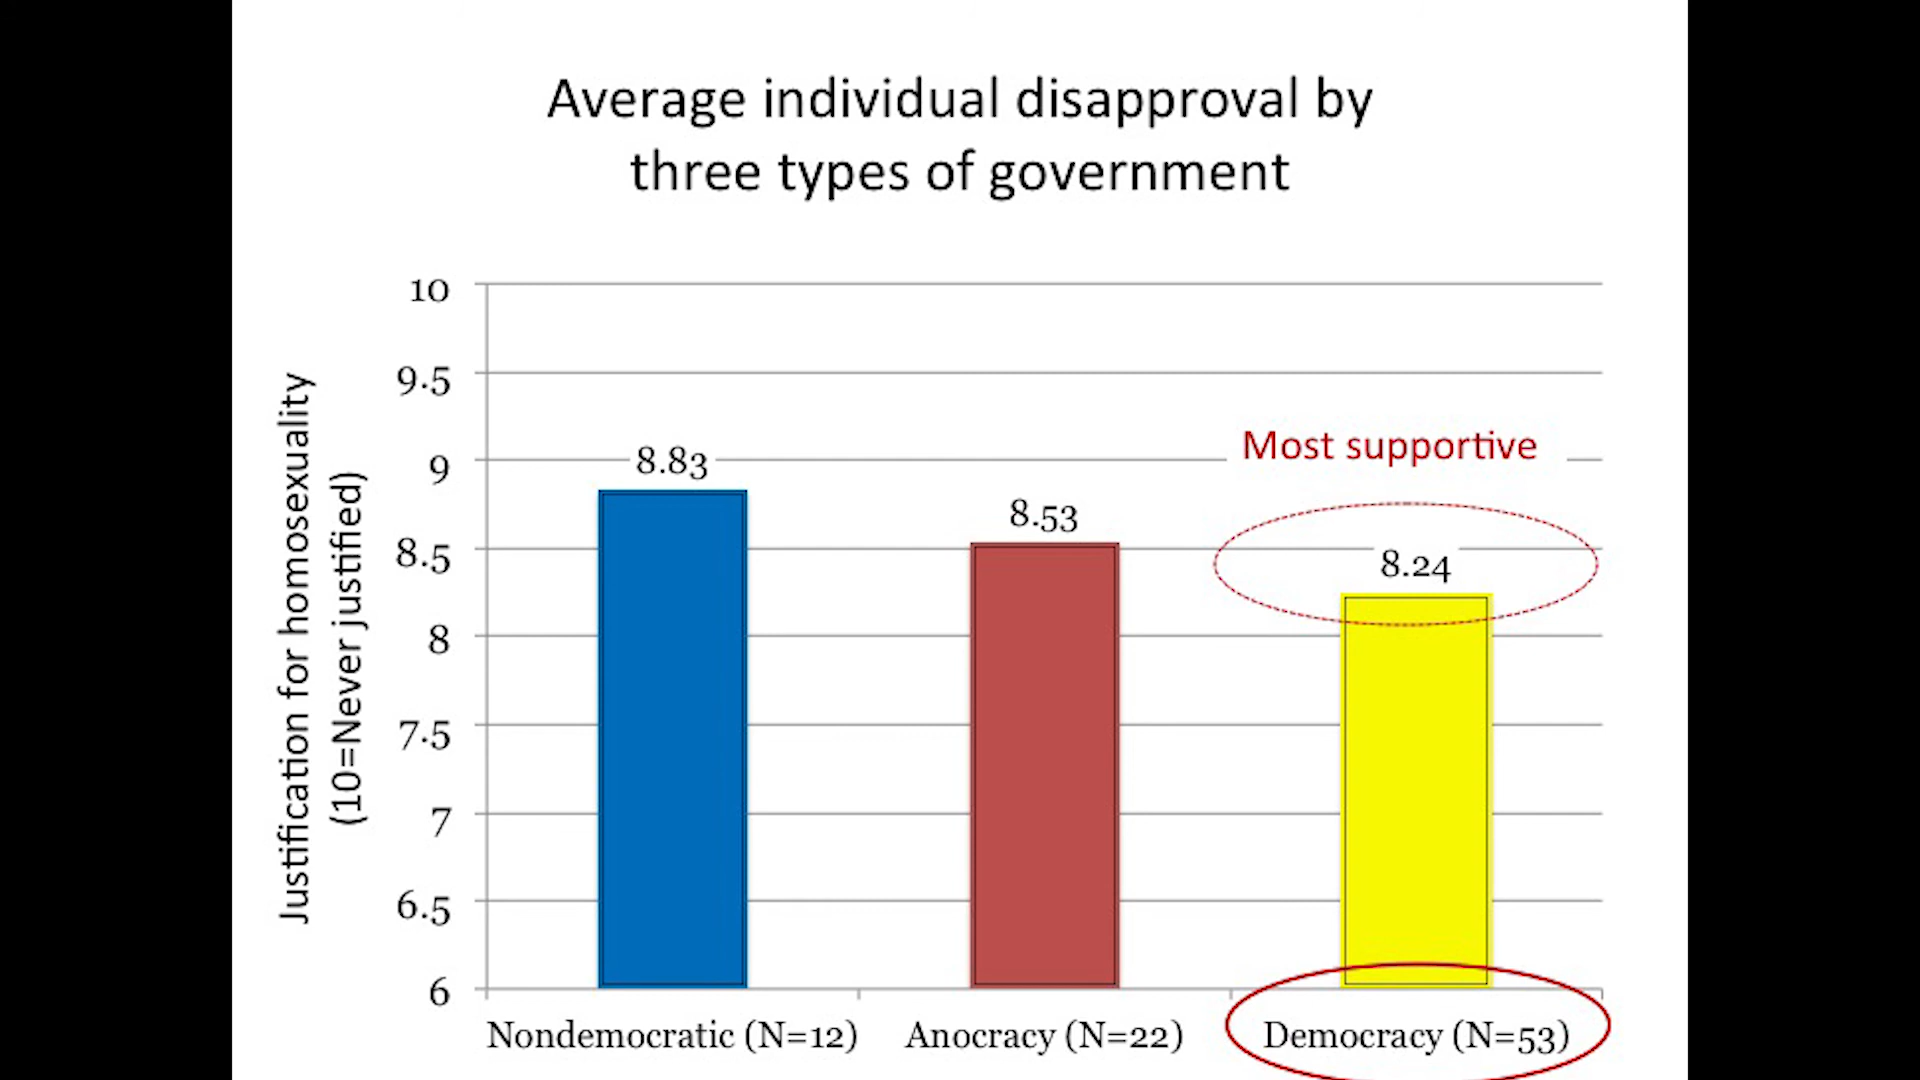 Average individual disapproval by
three types of government
Justification for homosexuality
(10=Never justified)
10
9.5
9
8.5
8
7.5
7
6.5
6
8.83
8.53
Most supportive
8.24
Nondemocratic (N=12)
Anocracy (N=22)
Democracy (N=53)